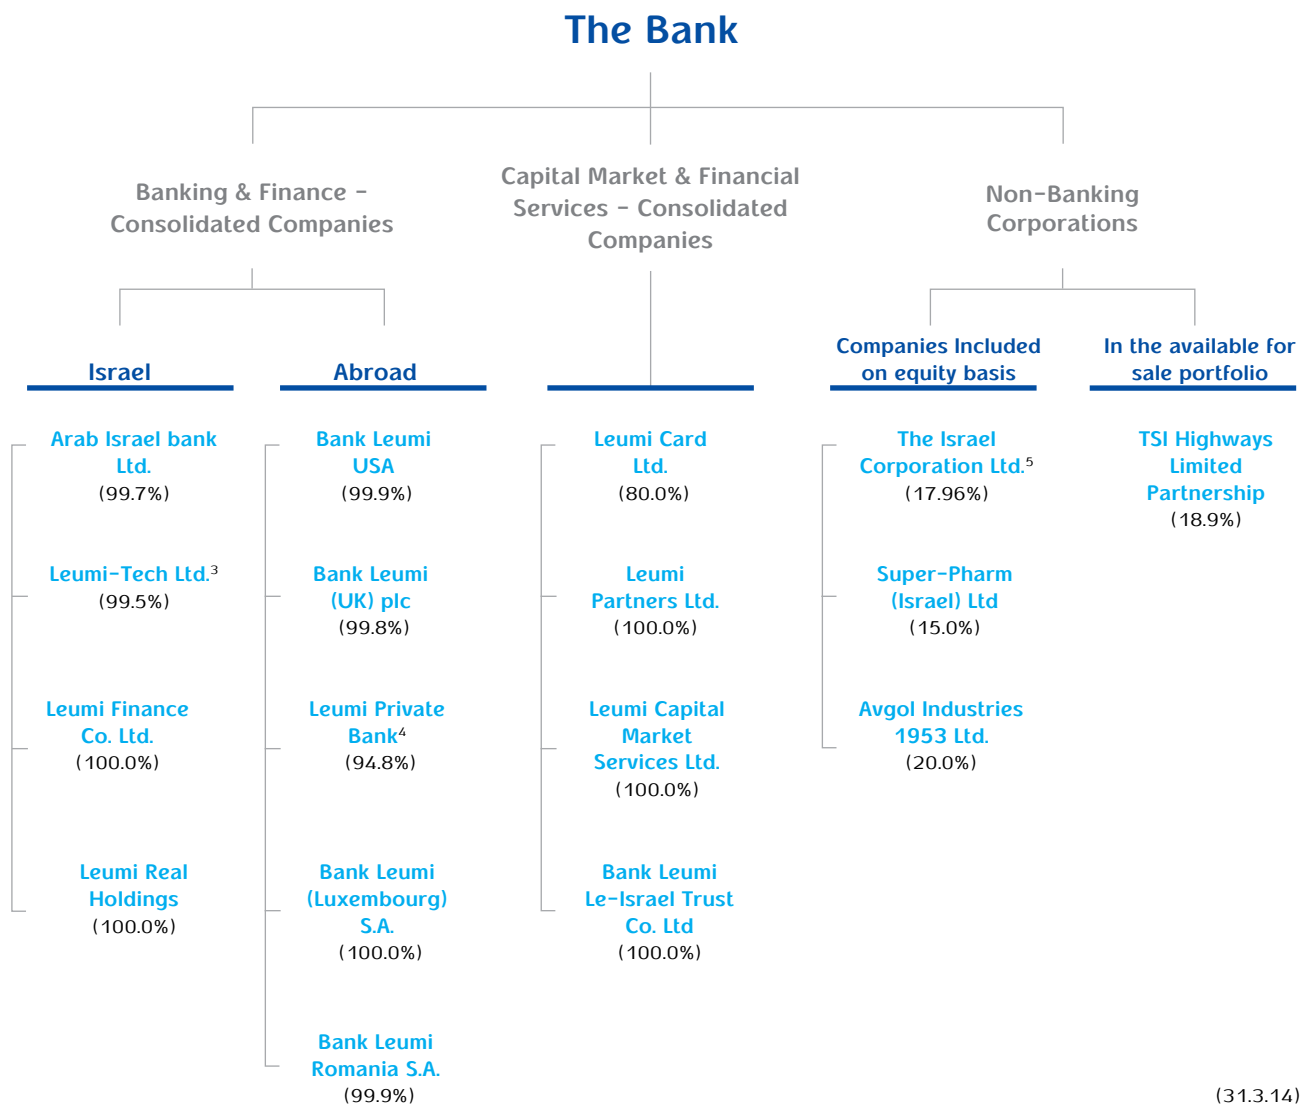 The Bank
Banking & Finance –
Consolidated Companies
Capital Market & Financial
Services – Consolidated
Companies
Non-Banking
Corporations
Israel
Arab Israel bank
Ltd.
(99.7%)
Leumi-Tech Ltd.³
(99.5%)
Leumi Finance
Co. Ltd.
(100.0%)
Leumi Real
Holdings
(100.0%)
Abroad
Bank Leumi
USA
(99.9%)
Bank Leumi
(UK) plc
(99.8%)
Leumi Private
Bank⁴
(94.8%)
Bank Leumi
(Luxembourg)
S.A.
(100.0%)
Bank Leumi
Romania S.A.
(99.9%)
Leumi Card
Ltd.
(80.0%)
Leumi
Partners Ltd.
(100.0%)
Leumi Capital
Market
Services Ltd.
(100.0%)
Bank Leumi
Le-Israel Trust
Co. Ltd
(100.0%)
Companies Included
on equity basis
The Israel
Corporation Ltd.⁵
(17.96%)
Super-Pharm
(Israel) Ltd
(15.0%)
Avgol Industries
1953 Ltd.
(20.0%)
In the available for
sale portfolio
TSI Highways
Limited
Partnership
(18.9%)
(31.3.14)